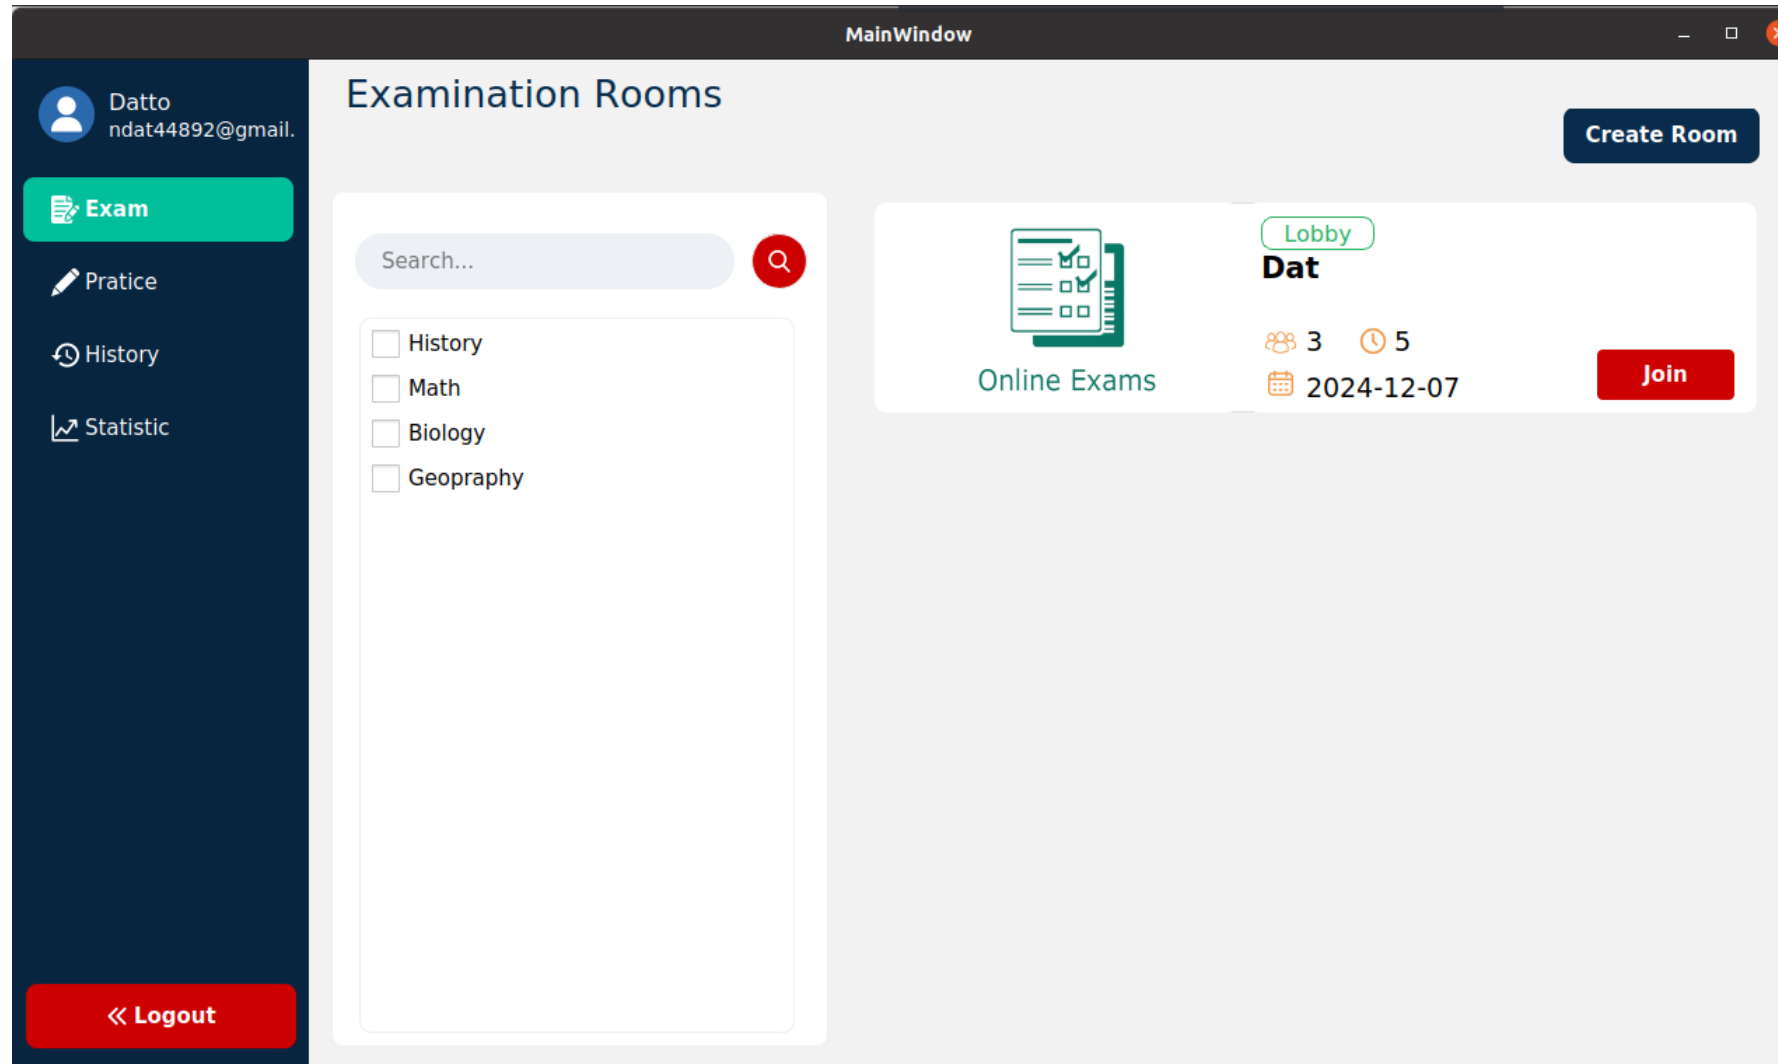 MainWindow
Datto
ndat44892@gmail.
Exam
Pratice
History
Statistic
Logout
Examination Rooms
Create Room
Search...
History
Math
Biology
Geopraphy
Online Exams
Lobby
Dat
3 5
2024-12-07
Join